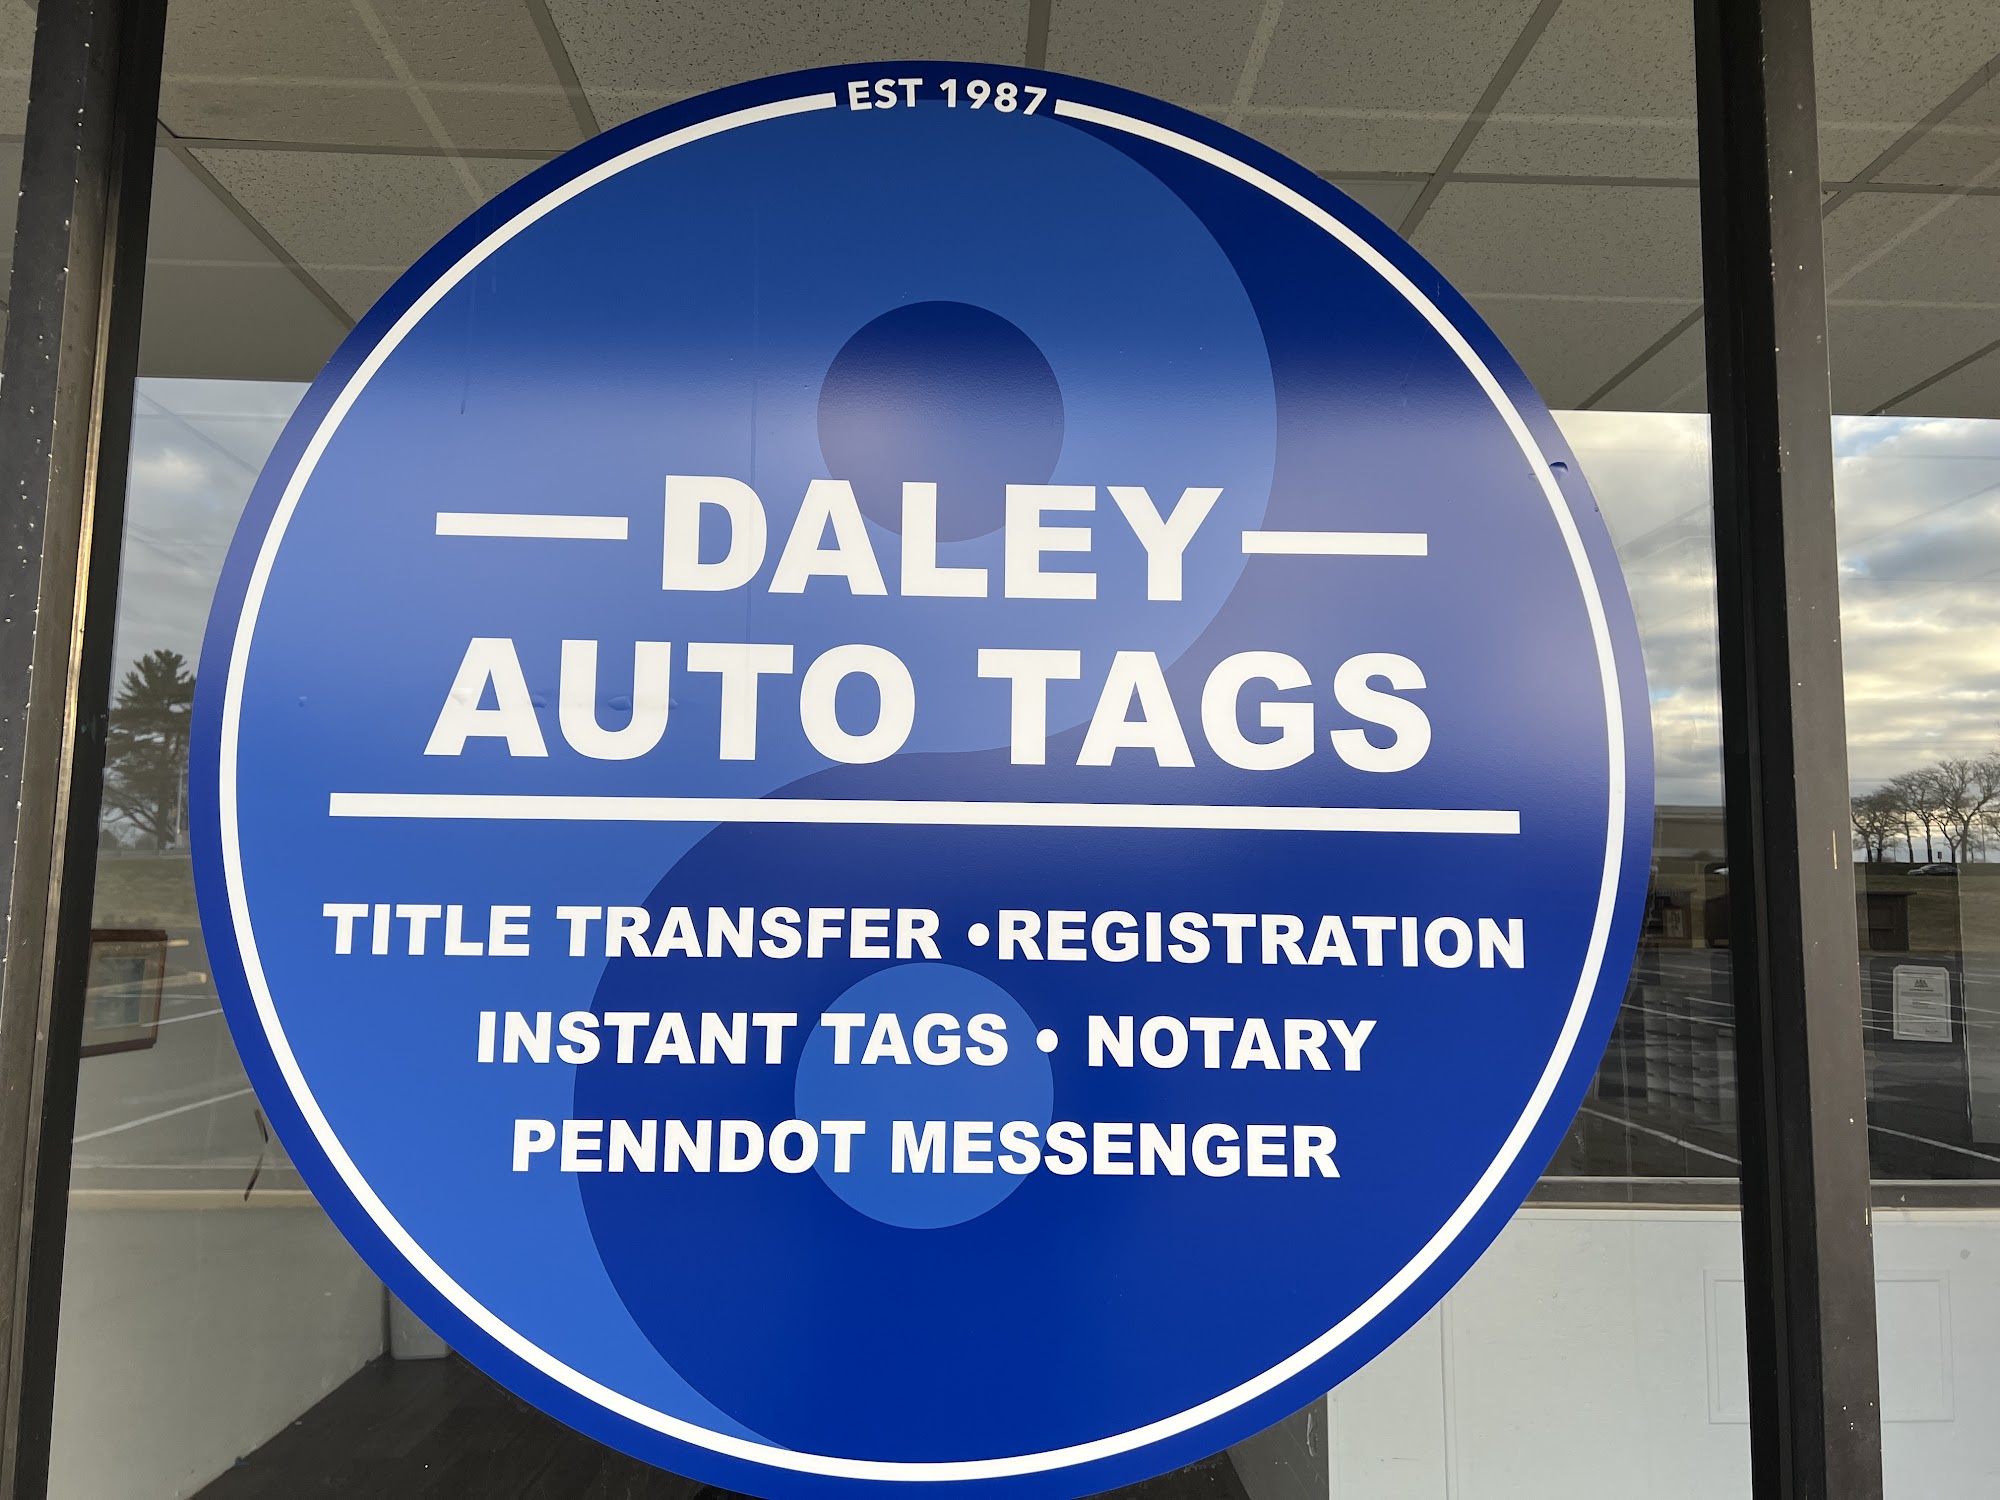 EST 1987
DALEY
AUTO TAGS
TITLE TRANSFER •REGISTRATION
INSTANT TAGS • NOTARY
PENNDOT MESSENGER